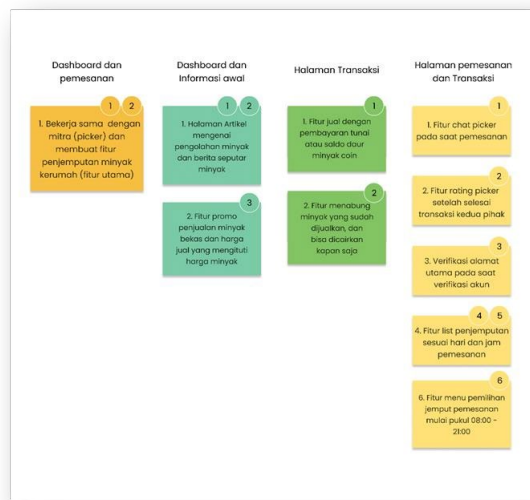 Dashboard dan
pemesanan
1 2
1. Bekerja sama dengan
mitra (picker) dan
membuat fitur
penjemputan minyak
kerumah (fitur utama)
Dashboard dan
Informasi awal
1 2
1. Halaman Artikel
mengenai
pengolahan minyak
dan berita seputar
minyak
3
2. Fitur promo
penjualan minyak
bekas dan harga
jual yang mengituti
harga minyak
Halaman Transaksi
1
1. Fitur jual dengan
pembayaran tunai
atau saldo daur
minyak coin
2
2. Fitur menabung
minyak yang sudah
dijualkan, dan
bisa dicairkan
kapan saja
Halaman pemesanan
dan Transaksi
1
1. Fitur chat picker
pada saat pemesanan
2
2. Fitur rating picker
setelah selesai
transaksi kedua pihak
3
3. Verifikasi alamat
utama pada saat
verifikasi akun
4 5
4. Fitur list penjemputan
sesuai hari dan jam
pemesanan
6
6. Fitur menu pemilihan
jemput pemesanan
mulai pukul 08:00 -
21:00